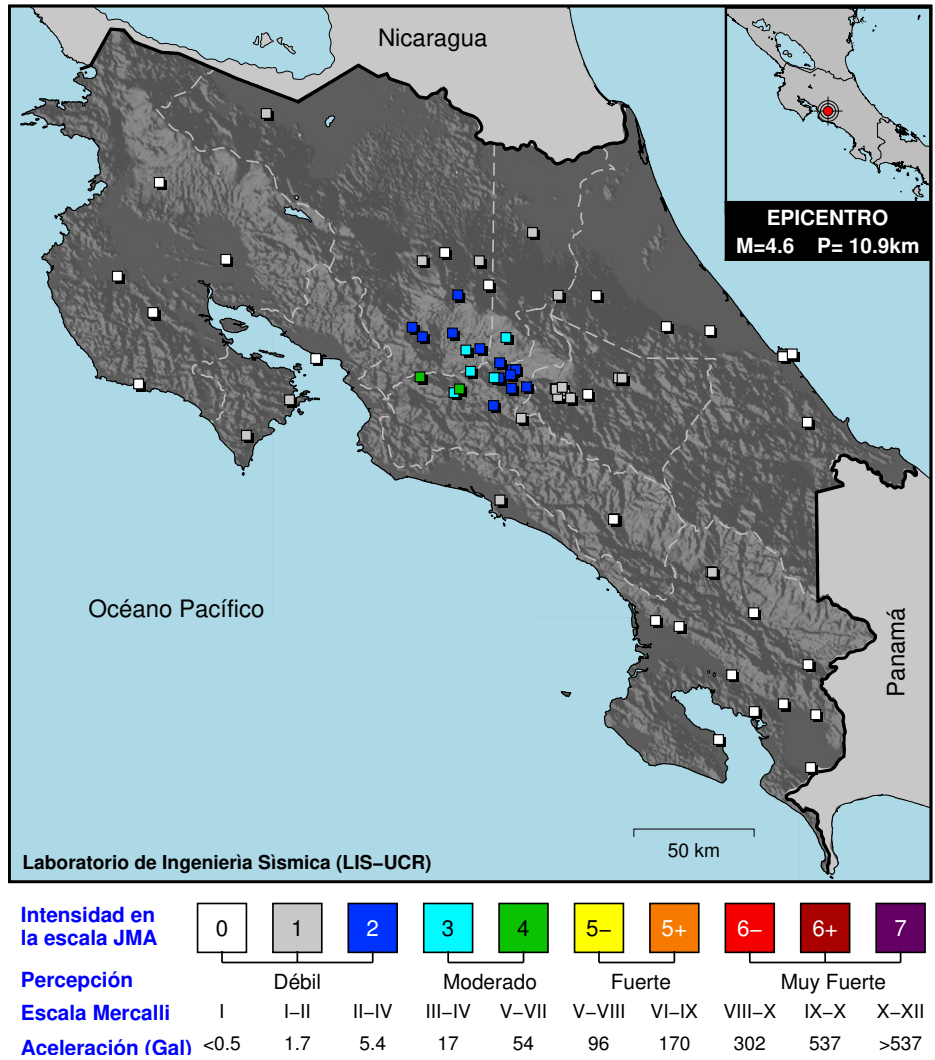 Nicaragua
EPICENTRO
M=4.6 P= 10.9km
Océano Pacífico
Panamá
50 km
Laboratorio de Ingenierìa Sìsmica (LIS−UCR)
Intensidad en
la escala JMA
0 1 2 3 4 5− 5+ 6− 6+ 7
Percepción Débil Moderado Fuerte Muy Fuerte
Escala Mercalli I I−II II−IV III−IV V−VII V−VIII VI−IX VIII−X IX−X X−XII
Aceleración (Gal) <0.5 1.7 5.4 17 54 96 170 302 537 >537